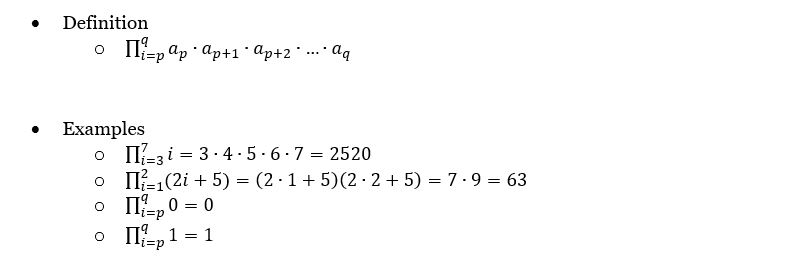 • Definition
○ ∏_{i=p}^{q} a_p · a_{p+1} · a_{p+2} · … · a_q
• Examples
○ ∏_{i=3}^{7} i = 3 · 4 · 5 · 6 · 7 = 2520
○ ∏_{i=1}^{2} (2i + 5) = (2 · 1 + 5)(2 · 2 + 5) = 7 · 9 = 63
○ ∏_{i=p}^{q} 0 = 0
○ ∏_{i=p}^{q} 1 = 1